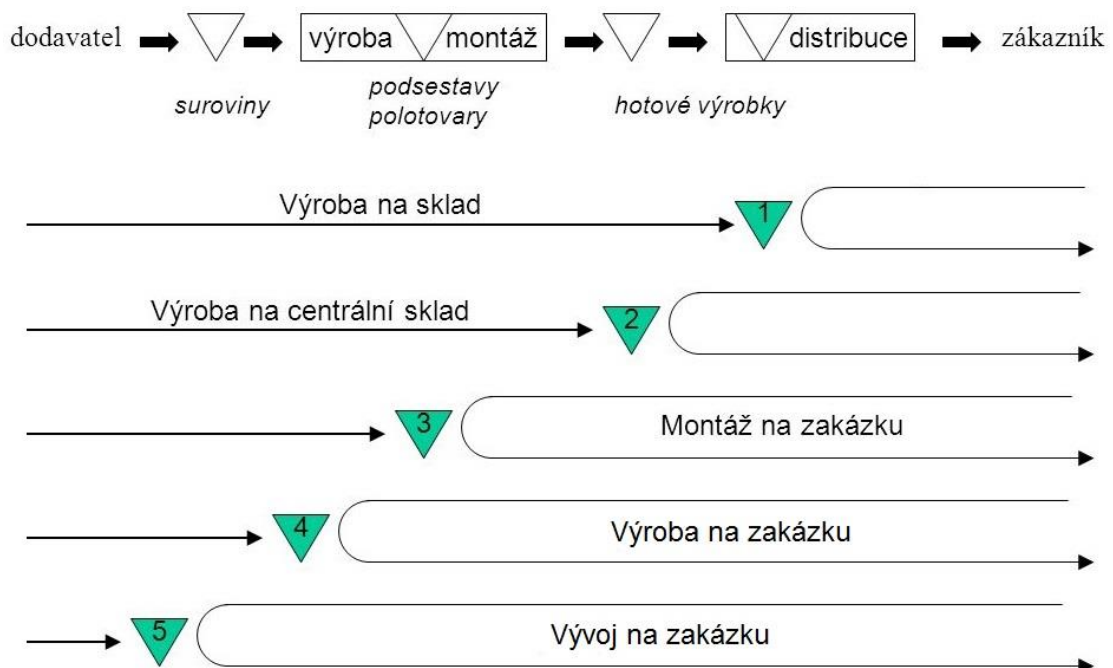 dodavatel
výroba montáž
distribuce
zákazník
suroviny
podsestavy
polotovary
hotové výrobky
Výroba na sklad
1
Výroba na centrální sklad
2
3
Montáž na zakázku
4
Výroba na zakázku
5
Vývoj na zakázku